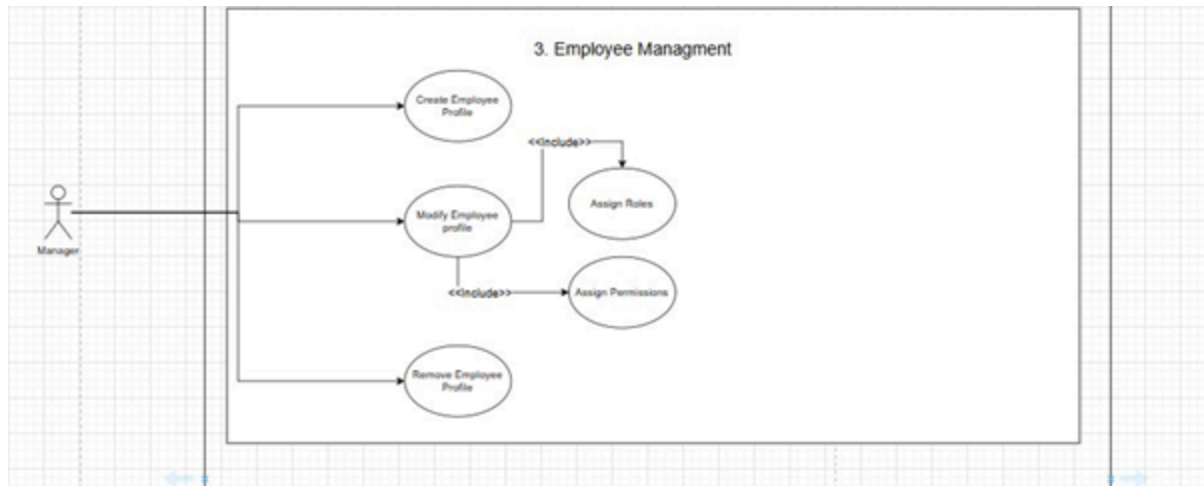 3. Employee Managment
Create Employee
Profile
<<Include>>
Assign Roles
Modify Employee
profile
Manager
<<Include>>
Assign Permissions
Remove Employee
Profile